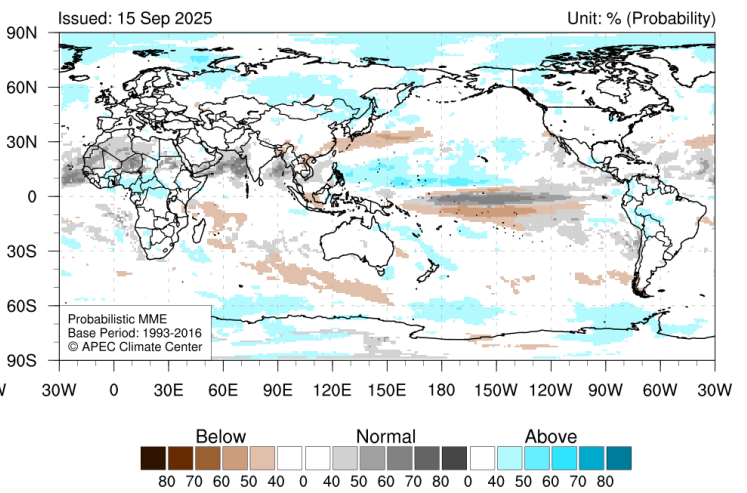 Issued: 15 Sep 2025 Unit: % (Probability)
90N
60N
30N
0
30S
60S
90S
Probabilistic MME
Base Period: 1993-2016
© APEC Climate Center
W 30W 0 30E 60E 90E 120E 150E 180 150W 120W 90W 60W 30W
Below Normal Above
80 70 60 50 40 0 40 50 60 70 80 0 40 50 60 70 80